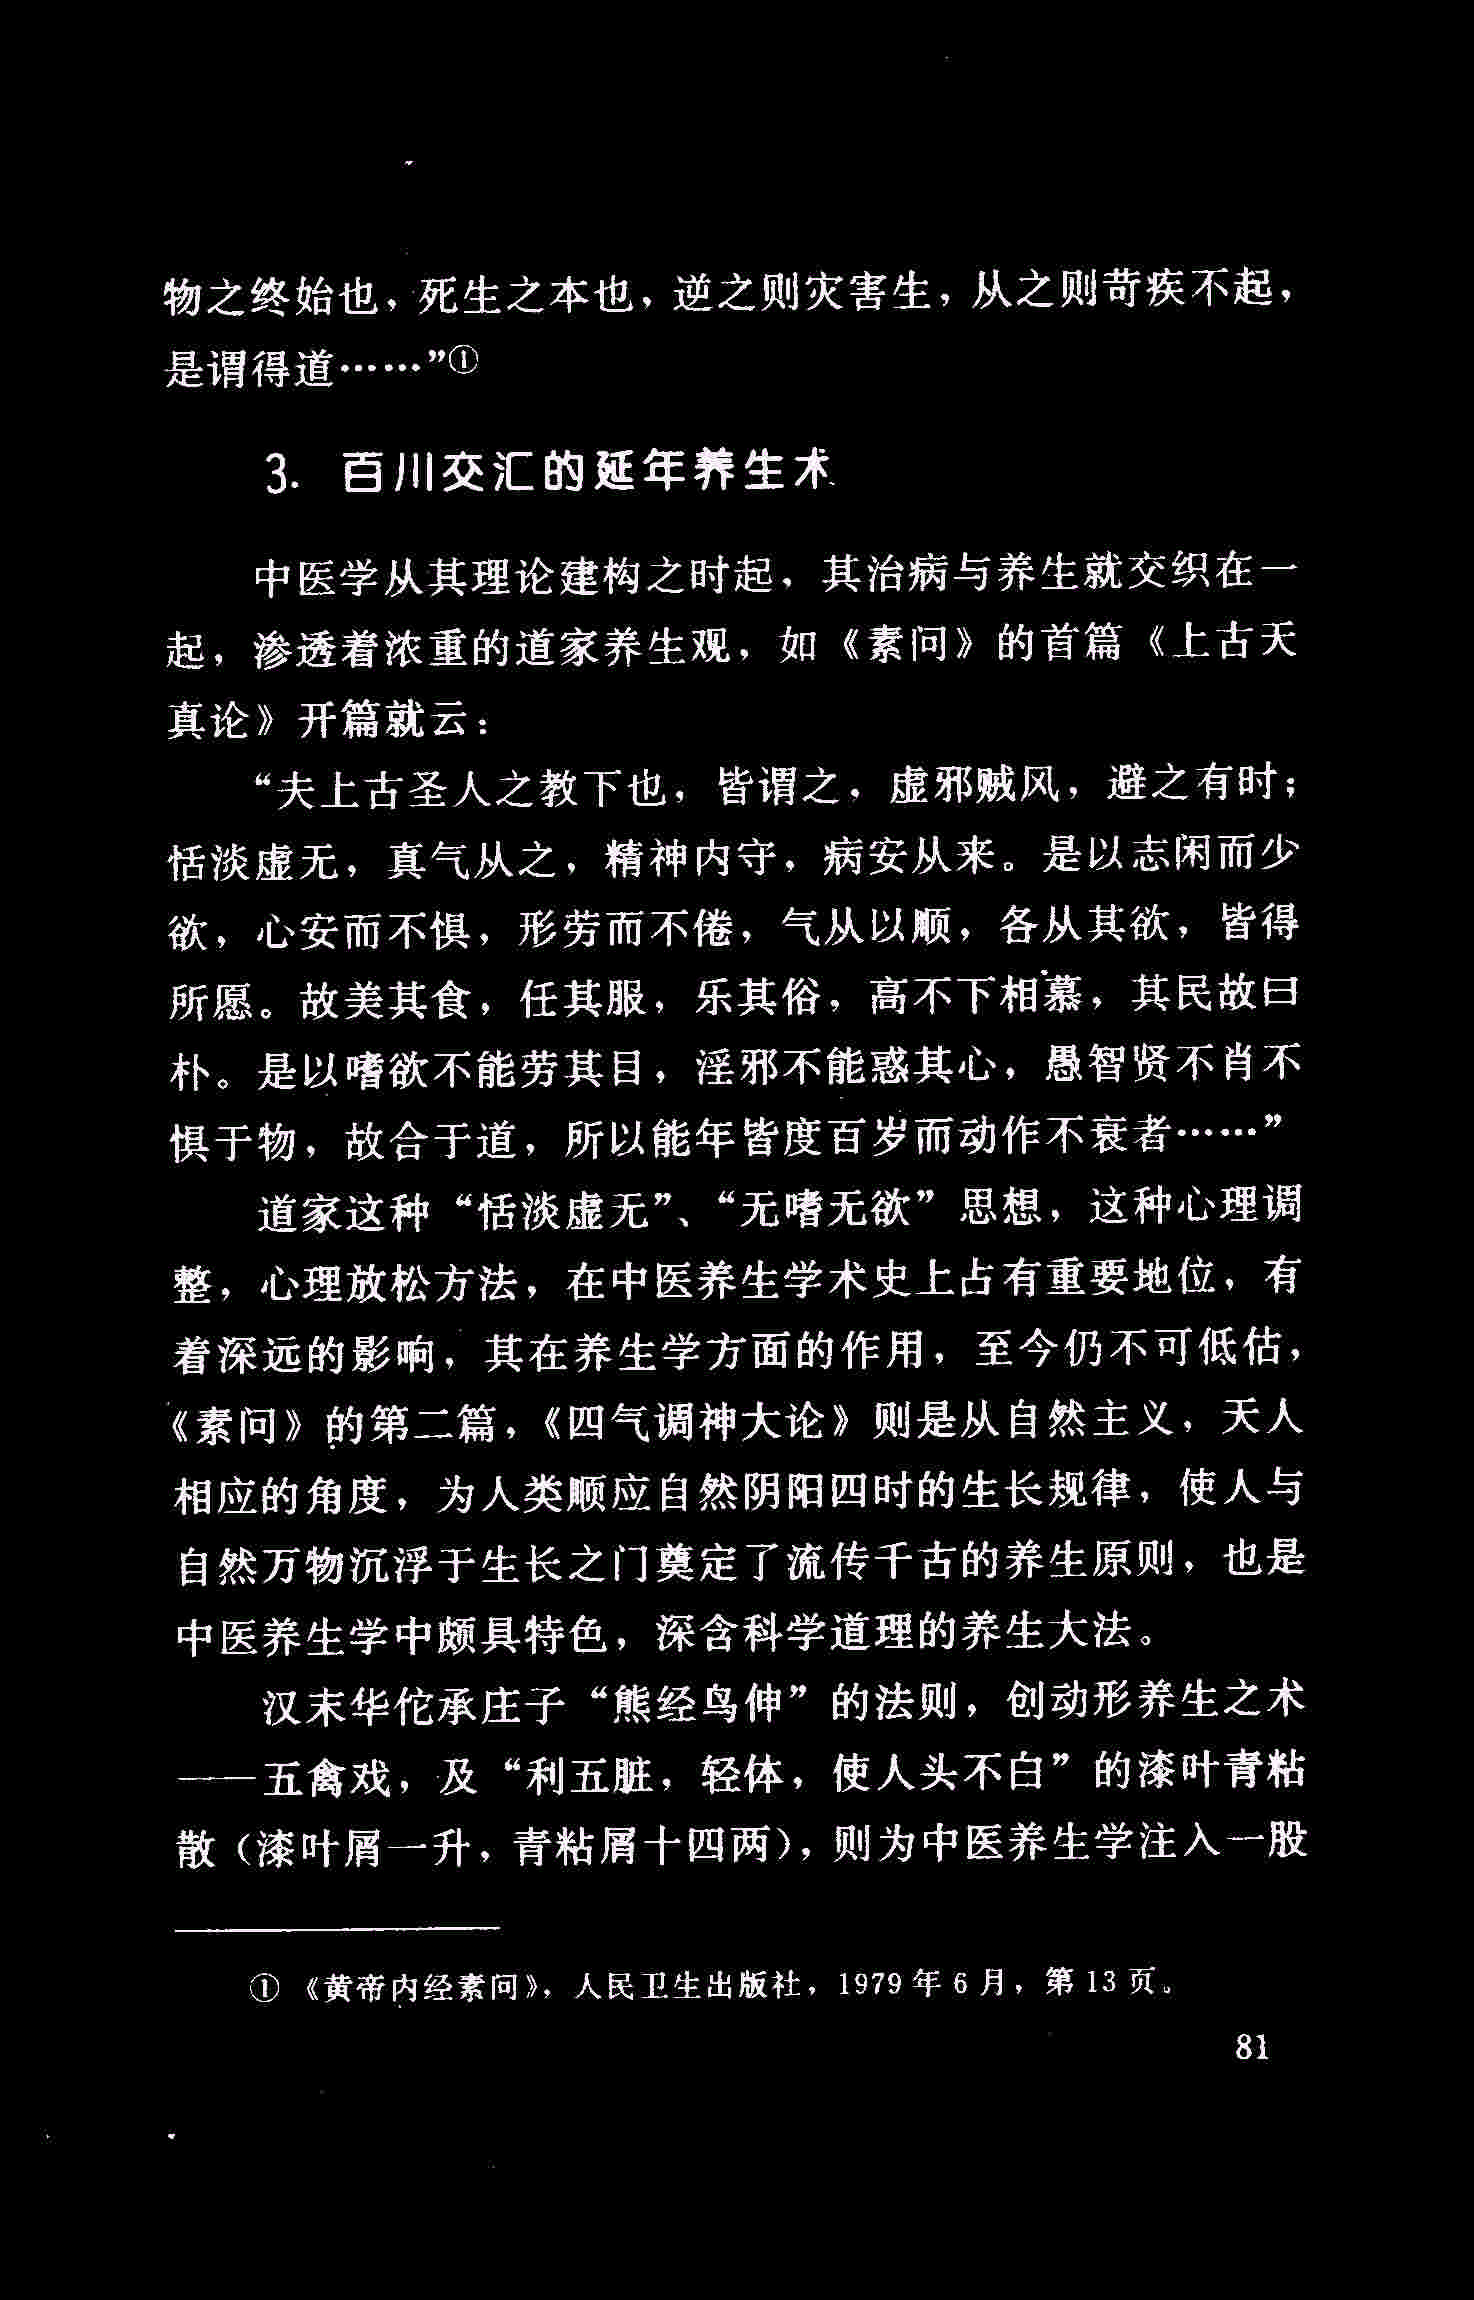 物之终始也，死生之本也，逆之则灾害生，从之则苛疾不起，
是谓得道……”①
3. 百川交汇的延年养生术
中医学从其理论建构之时起，其治病与养生就交织在一
起，渗透着浓重的道家养生观，如《素问》的首篇《上古天
真论》开篇就云：
“夫上古圣人之教下也，皆谓之，虚邪贼风，避之有时；
恬淡虚无，真气从之，精神内守，病安从来。是以志闲而少
欲，心安而不惧，形劳而不倦，气从以顺，各从其欲，皆得
所愿。故美其食，任其服，乐其俗，高不下相慕，其民故曰
朴。是以嗜欲不能劳其目，淫邪不能惑其心，愚智贤不肖不
惧于物，故合于道，所以能年皆度百岁而动作不衰者……”
道家这种“恬淡虚无”、“无嗜无欲”思想，这种心理调
整，心理放松方法，在中医养生学术史上占有重要地位，有
着深远的影响，其在养生学方面的作用，至今仍不可低估，
《素问》的第二篇，《四气调神大论》则是从自然主义，天人
相应的角度，为人类顺应自然阴阳四时的生长规律，使人与
自然万物沉浮于生长之门奠定了流传千古的养生原则，也是
中医养生学中颇具特色，深含科学道理的养生大法。
汉末华佗承庄子“熊经鸟伸”的法则，创动形养生之术
——五禽戏，及“利五脏，轻体，使人头不白”的漆叶青粘
散（漆叶屑一升，青粘屑十四两），则为中医养生学注入一股
①《黄帝内经素问》，人民卫生出版社，1979年6月，第13页。
81